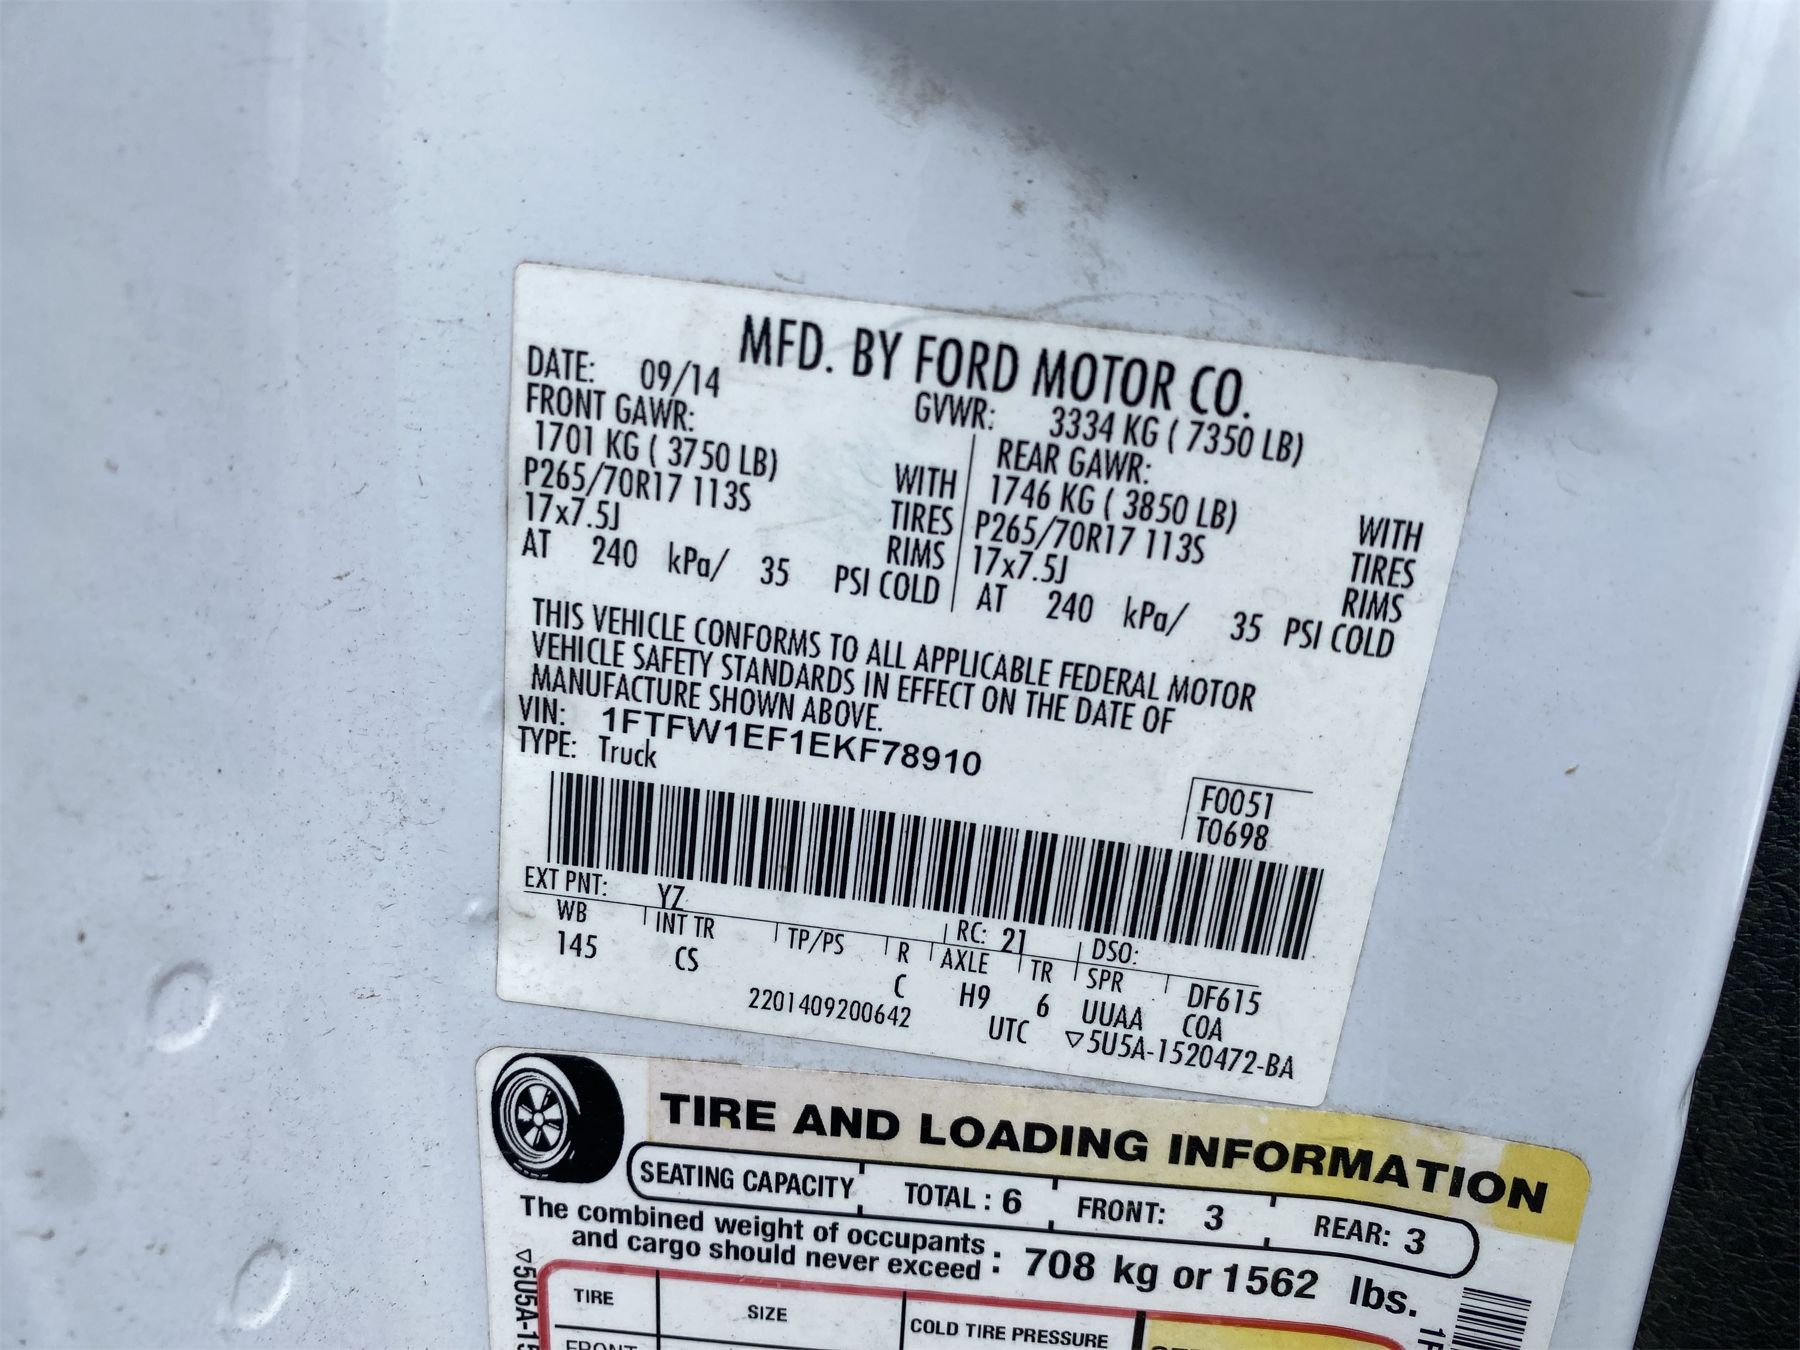 MFD. BY FORD MOTOR CO.
DATE: 09/14 GVWR: 3334 KG ( 7350 LB)
FRONT GAWR: REAR GAWR:
1701 KG ( 3750 LB) WITH 1746 KG ( 3850 LB) WITH
P265/70R17 113S TIRES P265/70R17 113S TIRES
17x7.5J RIMS 17x7.5J RIMS
AT 240 kPa/ 35 PSI COLD AT 240 kPa/ 35 PSI COLD
THIS VEHICLE CONFORMS TO ALL APPLICABLE FEDERAL MOTOR
VEHICLE SAFETY STANDARDS IN EFFECT ON THE DATE OF
MANUFACTURE SHOWN ABOVE.
VIN: 1FTFW1EF1EKF78910
TYPE: Truck
F0051
T0698
EXT PNT: YZ RC: 21 DSO:
WB INT TR TP/PS R AXLE TR SPR DF615
145 CS C H9 6 UUAA COA
2201409200642 UTC ▽5U5A-1520472-BA
TIRE AND LOADING INFORMATION
SEATING CAPACITY TOTAL : 6 FRONT: 3 REAR: 3
The combined weight of occupants
and cargo should never exceed : 708 kg or 1562 lbs.
▽5U5A-15
TIRE SIZE COLD TIRE PRESSURE
FRONT
1F